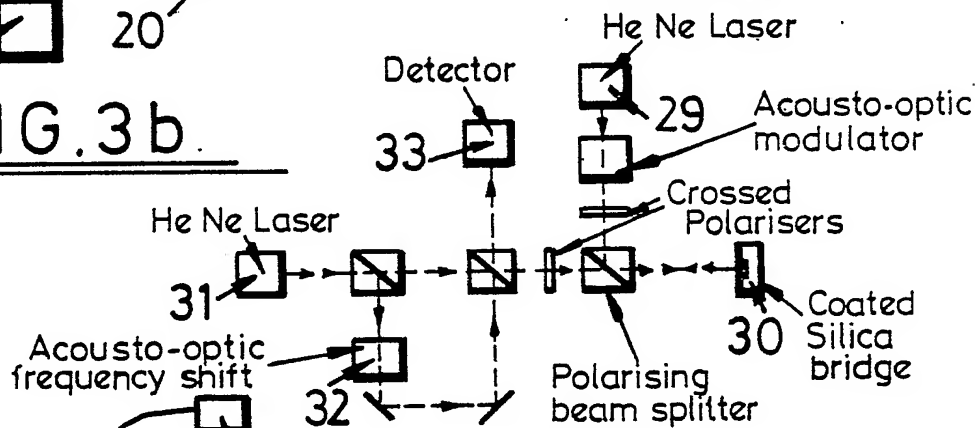 20
IG.3b.
He Ne Laser
29
Detector
33
Acousto-optic
modulator
Crossed
Polarisers
He Ne Laser
31
Acousto-optic
frequency shift
32
Polarising
beam splitter
30
Coated
Silica
bridge